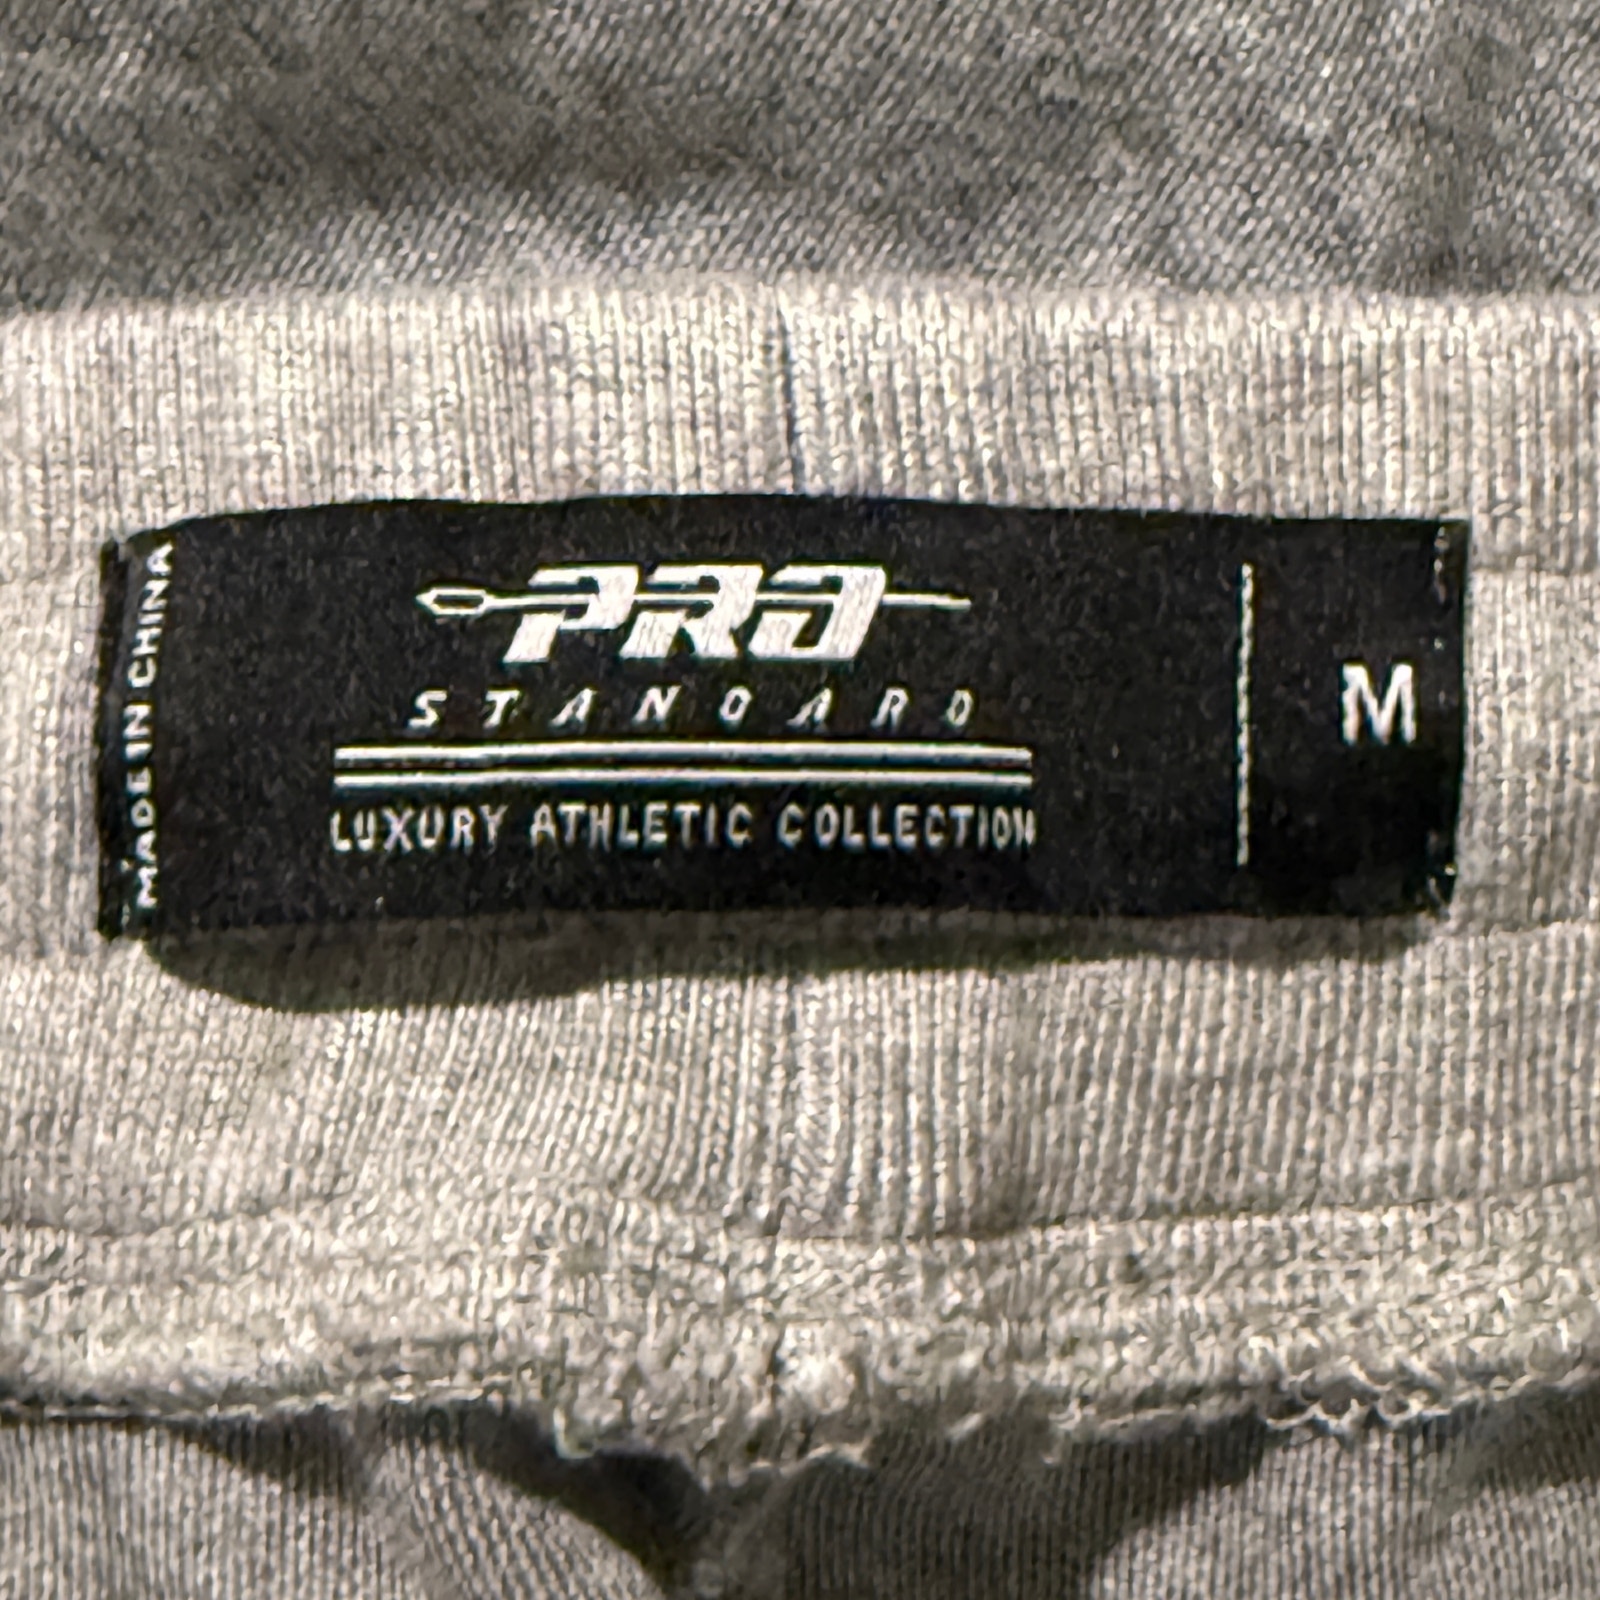 MADE IN CHINA
PRO
STANDARD
LUXURY ATHLETIC COLLECTION
M